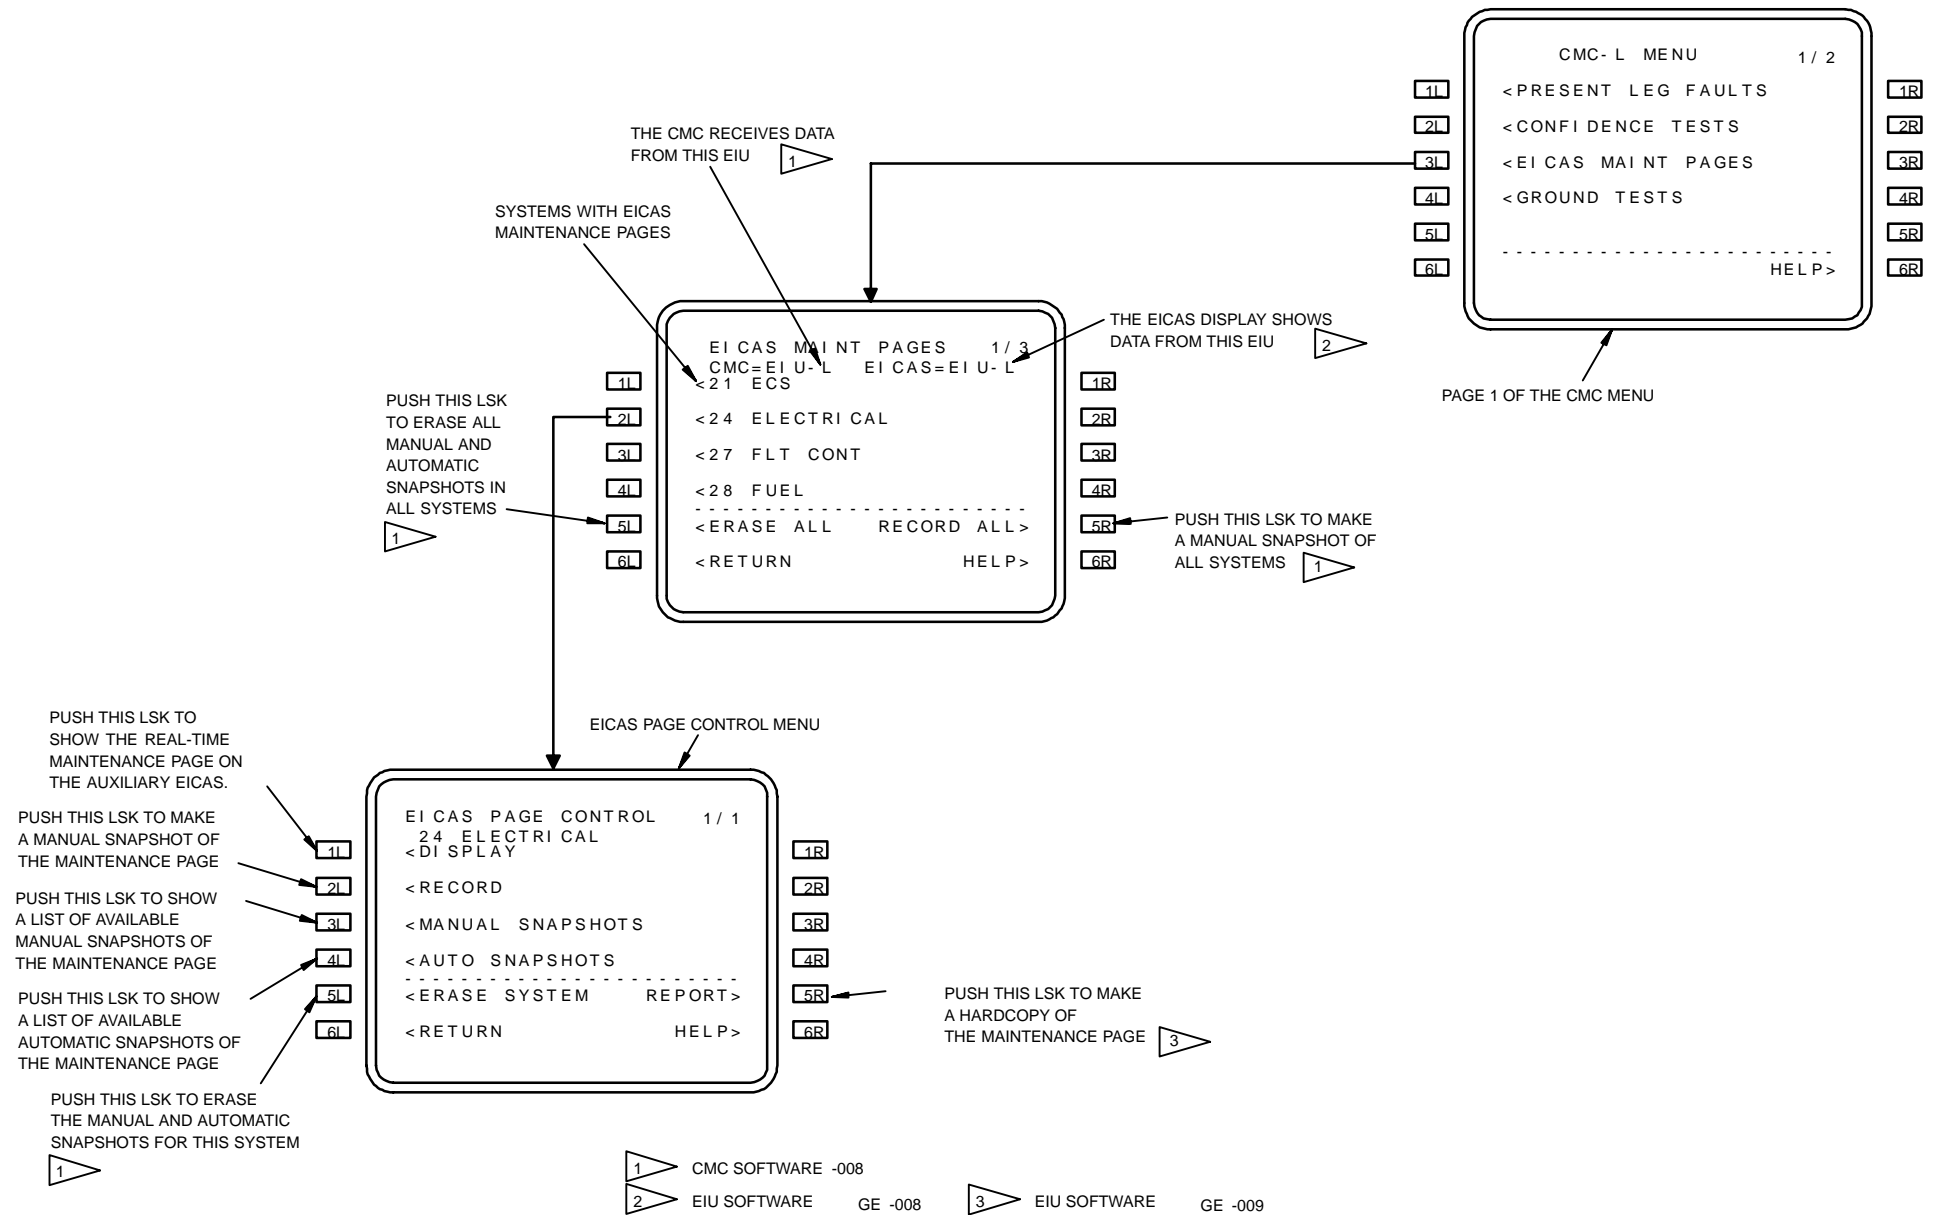 CMC-L MENU 1/2
1L <PRESENT LEG FAULTS 1R
2L <CONFIDENCE TESTS 2R
3L <EICAS MAINT PAGES 3R
4L <GROUND TESTS 4R
5L 5R
------------------------
6L HELP> 6R
PAGE 1 OF THE CMC MENU
THE CMC RECEIVES DATA
FROM THIS EIU 1
SYSTEMS WITH EICAS
MAINTENANCE PAGES
THE EICAS DISPLAY SHOWS
DATA FROM THIS EIU 2
EICAS MAINT PAGES 1/3
CMC=EIU-L EICAS=EIU-L
1L <21 ECS 1R
2L <24 ELECTRICAL 2R
3L <27 FLT CONT 3R
4L <28 FUEL 4R
------------------------
5L <ERASE ALL RECORD ALL> 5R
6L <RETURN HELP> 6R
PUSH THIS LSK
TO ERASE ALL
MANUAL AND
AUTOMATIC
SNAPSHOTS IN
ALL SYSTEMS
1
PUSH THIS LSK TO MAKE
A MANUAL SNAPSHOT OF
ALL SYSTEMS 1
EICAS PAGE CONTROL MENU
EICAS PAGE CONTROL 1/1
24 ELECTRICAL
1L <DISPLAY 1R
2L <RECORD 2R
3L <MANUAL SNAPSHOTS 3R
4L <AUTO SNAPSHOTS 4R
------------------------
5L <ERASE SYSTEM REPORT> 5R
6L <RETURN HELP> 6R
PUSH THIS LSK TO
SHOW THE REAL-TIME
MAINTENANCE PAGE ON
THE AUXILIARY EICAS.
PUSH THIS LSK TO MAKE
A MANUAL SNAPSHOT OF
THE MAINTENANCE PAGE
PUSH THIS LSK TO SHOW
A LIST OF AVAILABLE
MANUAL SNAPSHOTS OF
THE MAINTENANCE PAGE
PUSH THIS LSK TO SHOW
A LIST OF AVAILABLE
AUTOMATIC SNAPSHOTS OF
THE MAINTENANCE PAGE
PUSH THIS LSK TO ERASE
THE MANUAL AND AUTOMATIC
SNAPSHOTS FOR THIS SYSTEM
1
PUSH THIS LSK TO MAKE
A HARDCOPY OF
THE MAINTENANCE PAGE 3
1 CMC SOFTWARE -008
2 EIU SOFTWARE GE -008 3 EIU SOFTWARE GE -009